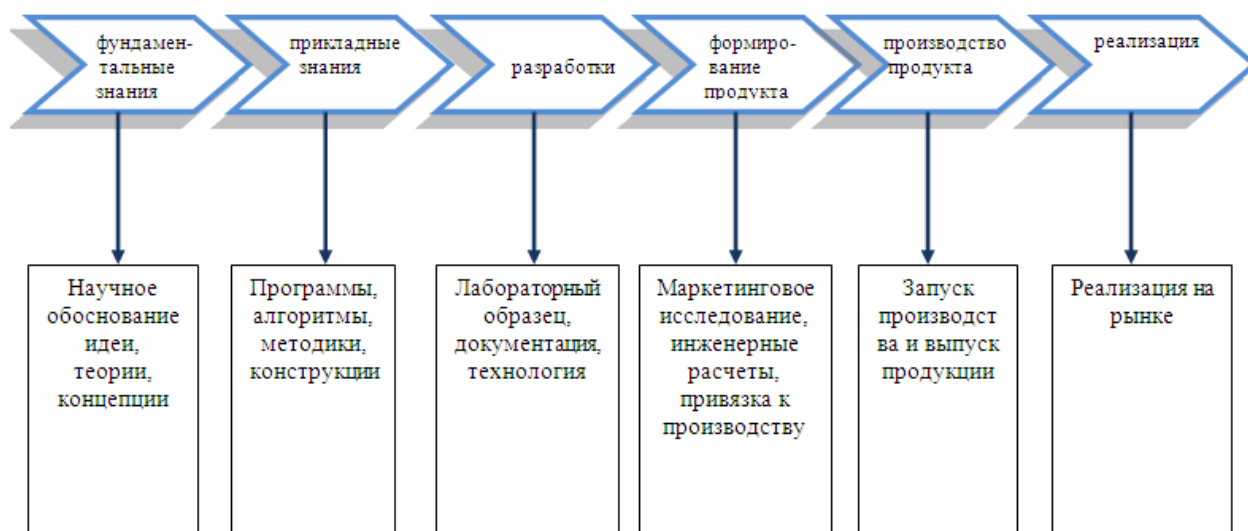 фундамен-
тальные
знания
прикладные
знания
разработки
формиро-
вание
продукта
производство
продукта
реализация
Научное
обоснование
идеи,
теории,
концепции
Программы,
алгоритмы,
методики,
конструкции
Лабораторный
образец,
документация,
технология
Маркетинговое
исследование,
инженерные
расчеты,
привязка к
производству
Запуск
производст
ва и выпуск
продукции
Реализация на
рынке